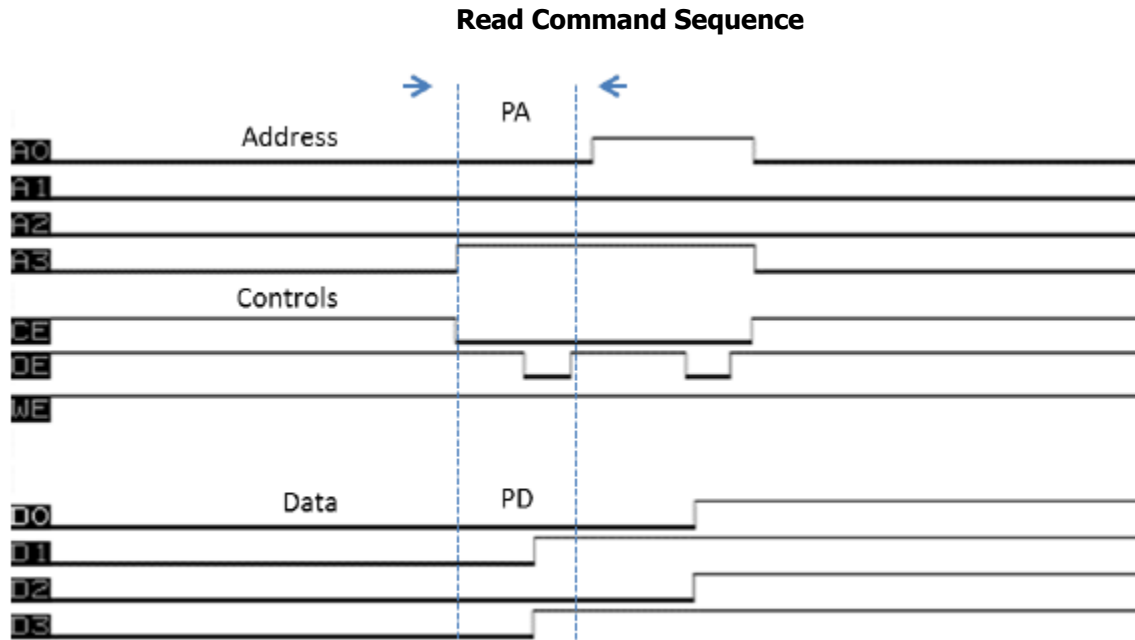 Read Command Sequence
PA
Address
A0
A1
A2
A3
Controls
CE
OE
WE
Data PD
D0
D1
D2
D3